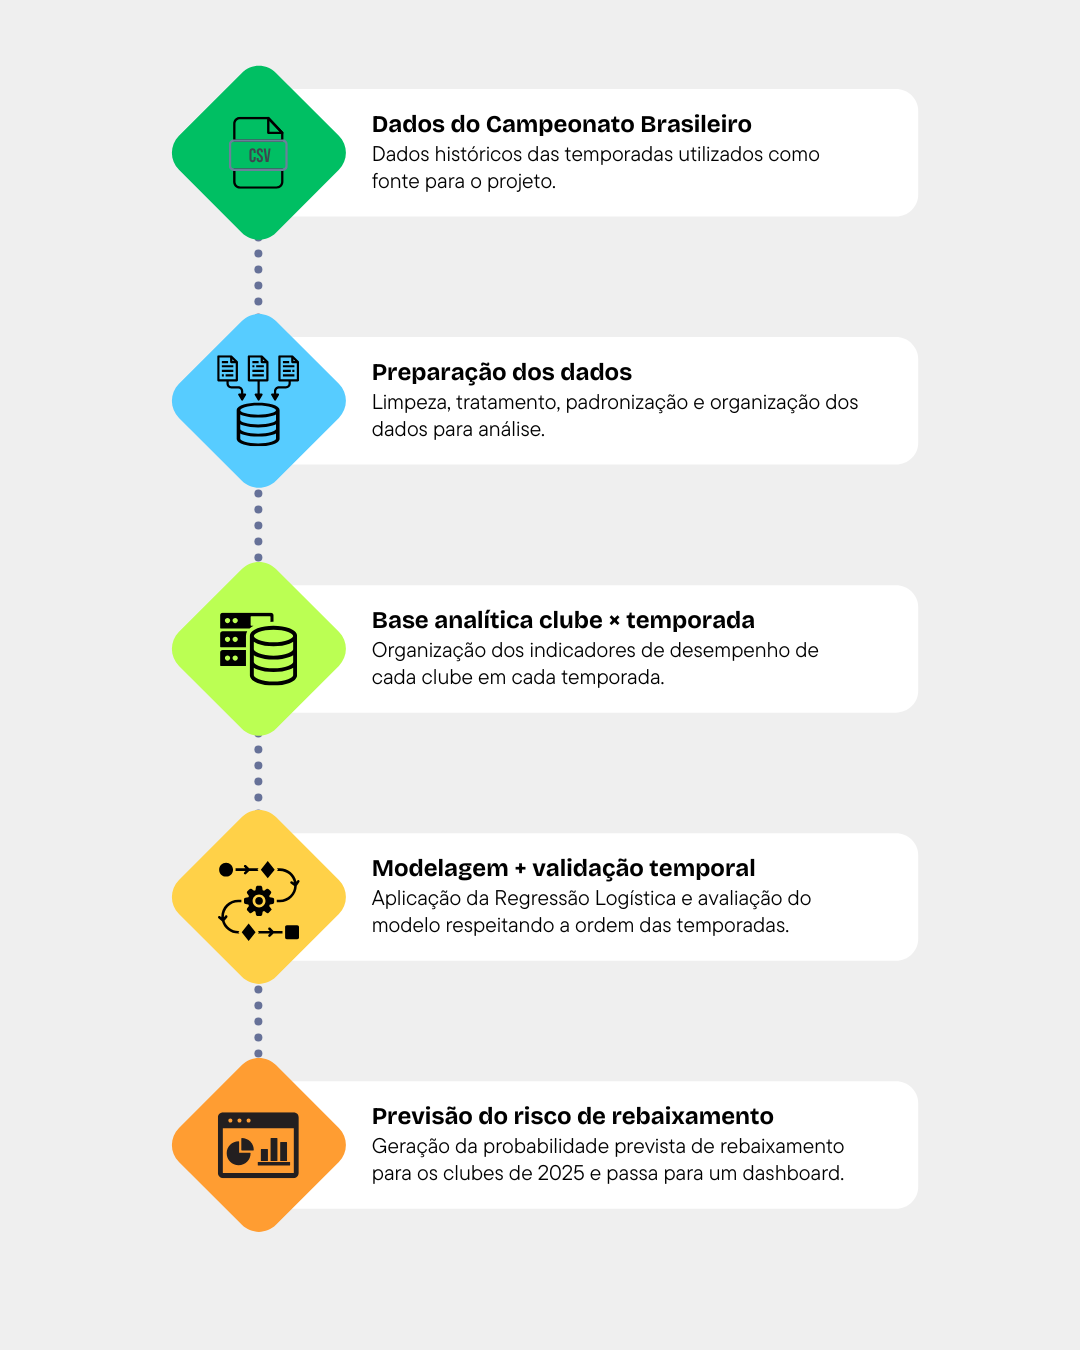 CSV
Dados do Campeonato Brasileiro
Dados históricos das temporadas utilizados como
fonte para o projeto.
Preparação dos dados
Limpeza, tratamento, padronização e organização dos
dados para análise.
Base analítica clube × temporada
Organização dos indicadores de desempenho de
cada clube em cada temporada.
Modelagem + validação temporal
Aplicação da Regressão Logística e avaliação do
modelo respeitando a ordem das temporadas.
Previsão do risco de rebaixamento
Geração da probabilidade prevista de rebaixamento
para os clubes de 2025 e passa para um dashboard.